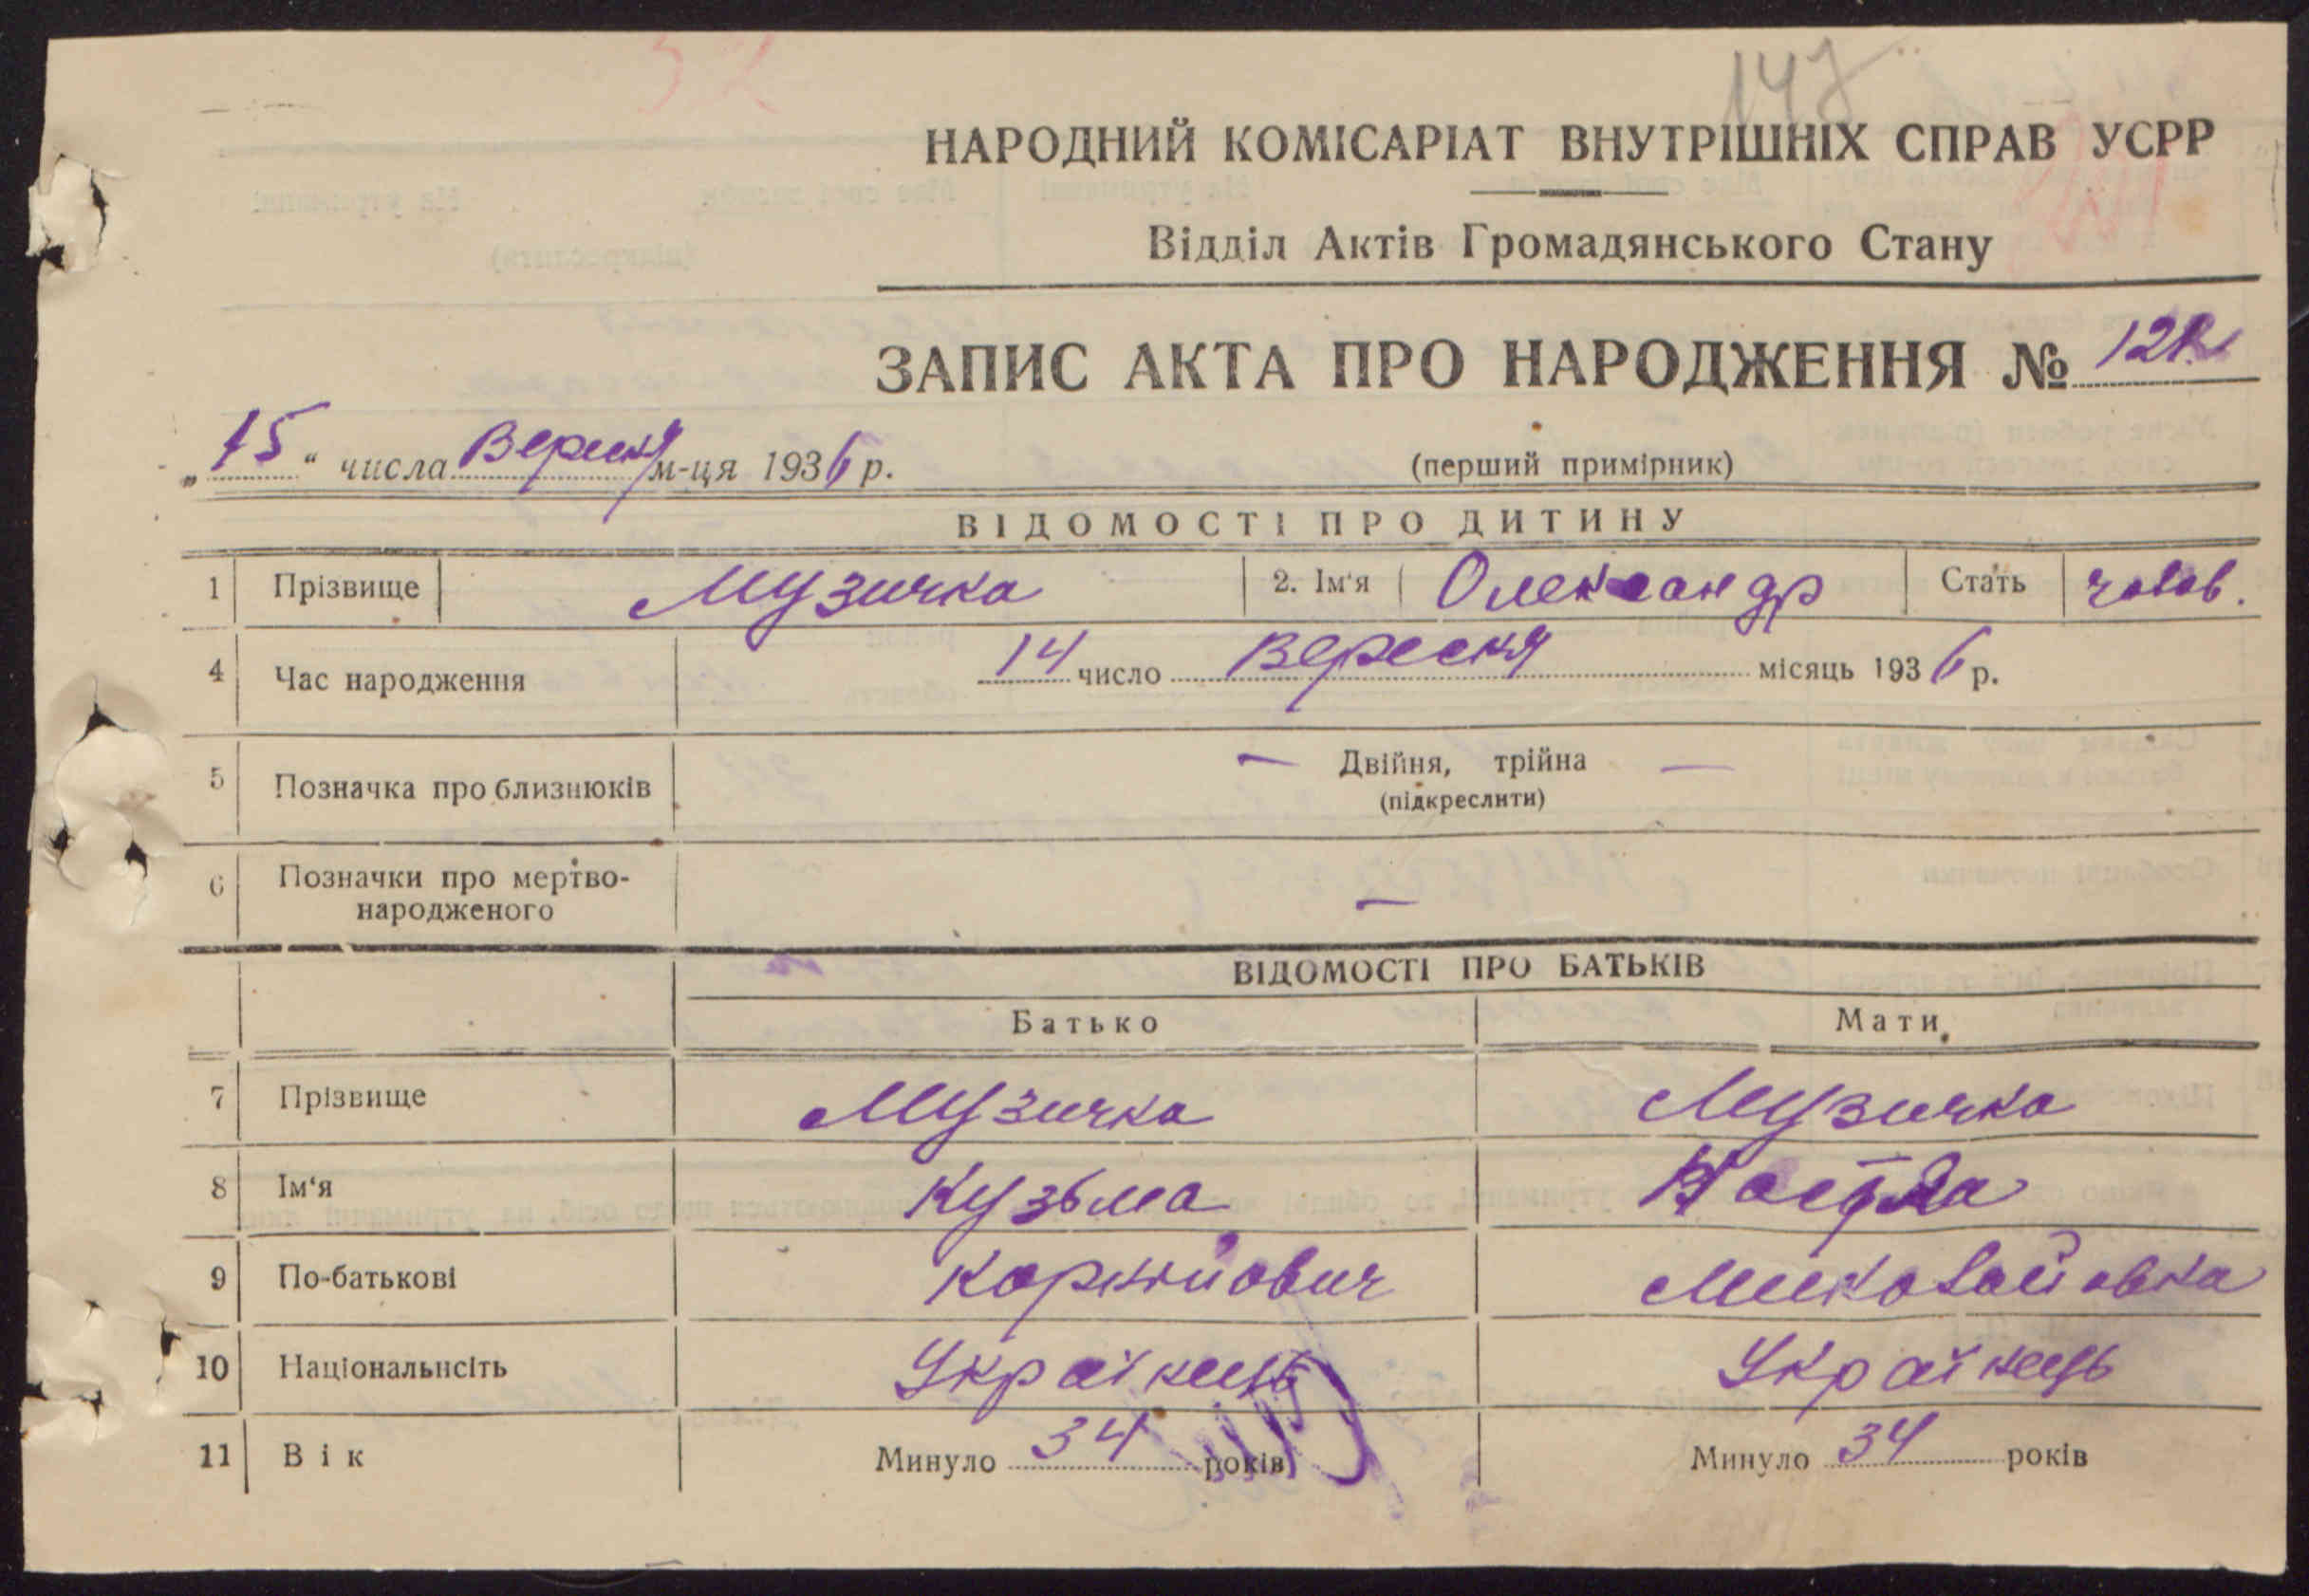 52
147
НАРОДНИЙ КОМІСАРІАТ ВНУТРІШНІХ СПРАВ УСРР
Відділ Актів Громадянського Стану
ЗАПИС АКТА ПРО НАРОДЖЕННЯ №
„15“ числа Вересня м-ця 1936 р.
(перший примірник)
ВІДОМОСТІ ПРО ДИТИНУ
1 Прізвище Музичка 2. Ім'я Олександр Стать чолов.
4 Час народження 14 число Вересня місяць 1936 р.
5 Позначка про близнюків — Двійня, трійна —
(підкреслити)
6 Позначки про мертво-
народженого —
ВІДОМОСТІ ПРО БАТЬКІВ
Батько Мати
7 Прізвище Музичка Музичка
8 Ім‘я Кузьма
9 По-батькові Корнійович Миколаївна
10 Національнсіть Українець Українець
11 Вік Минуло 34 років Минуло 34 років